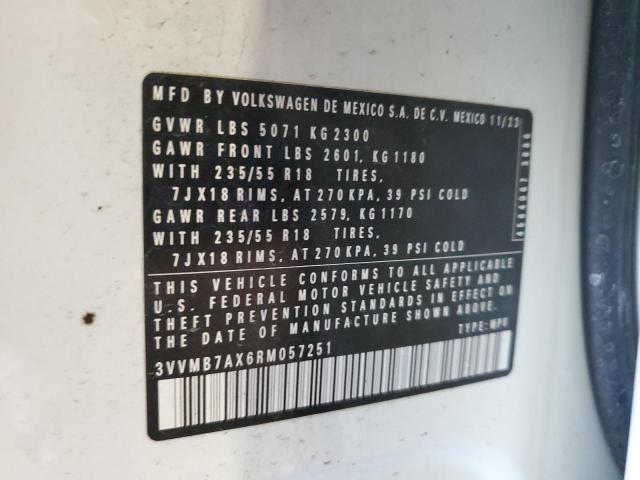 MFD BY VOLKSWAGEN DE MEXICO S.A. DE C.V. MEXICO 11/23
GVWR LBS 5071 KG 2300
GAWR FRONT LBS 2601, KG 1180
WITH 235/55 R18 TIRES,
7JX18 RIMS, AT 270 KPA, 39 PSI COLD
GAWR REAR LBS 2579, KG 1170
WITH 235/55 R18 TIRES,
7JX18 RIMS, AT 270 KPA, 39 PSI COLD
THIS VEHICLE CONFORMS TO ALL APPLICABLE
U.S. FEDERAL MOTOR VEHICLE SAFETY AND
THEFT PREVENTION STANDARDS IN EFFECT ON
THE DATE OF MANUFACTURE SHOWN ABOVE.
TYPE: MPV
3VVMB7AX6RM057251